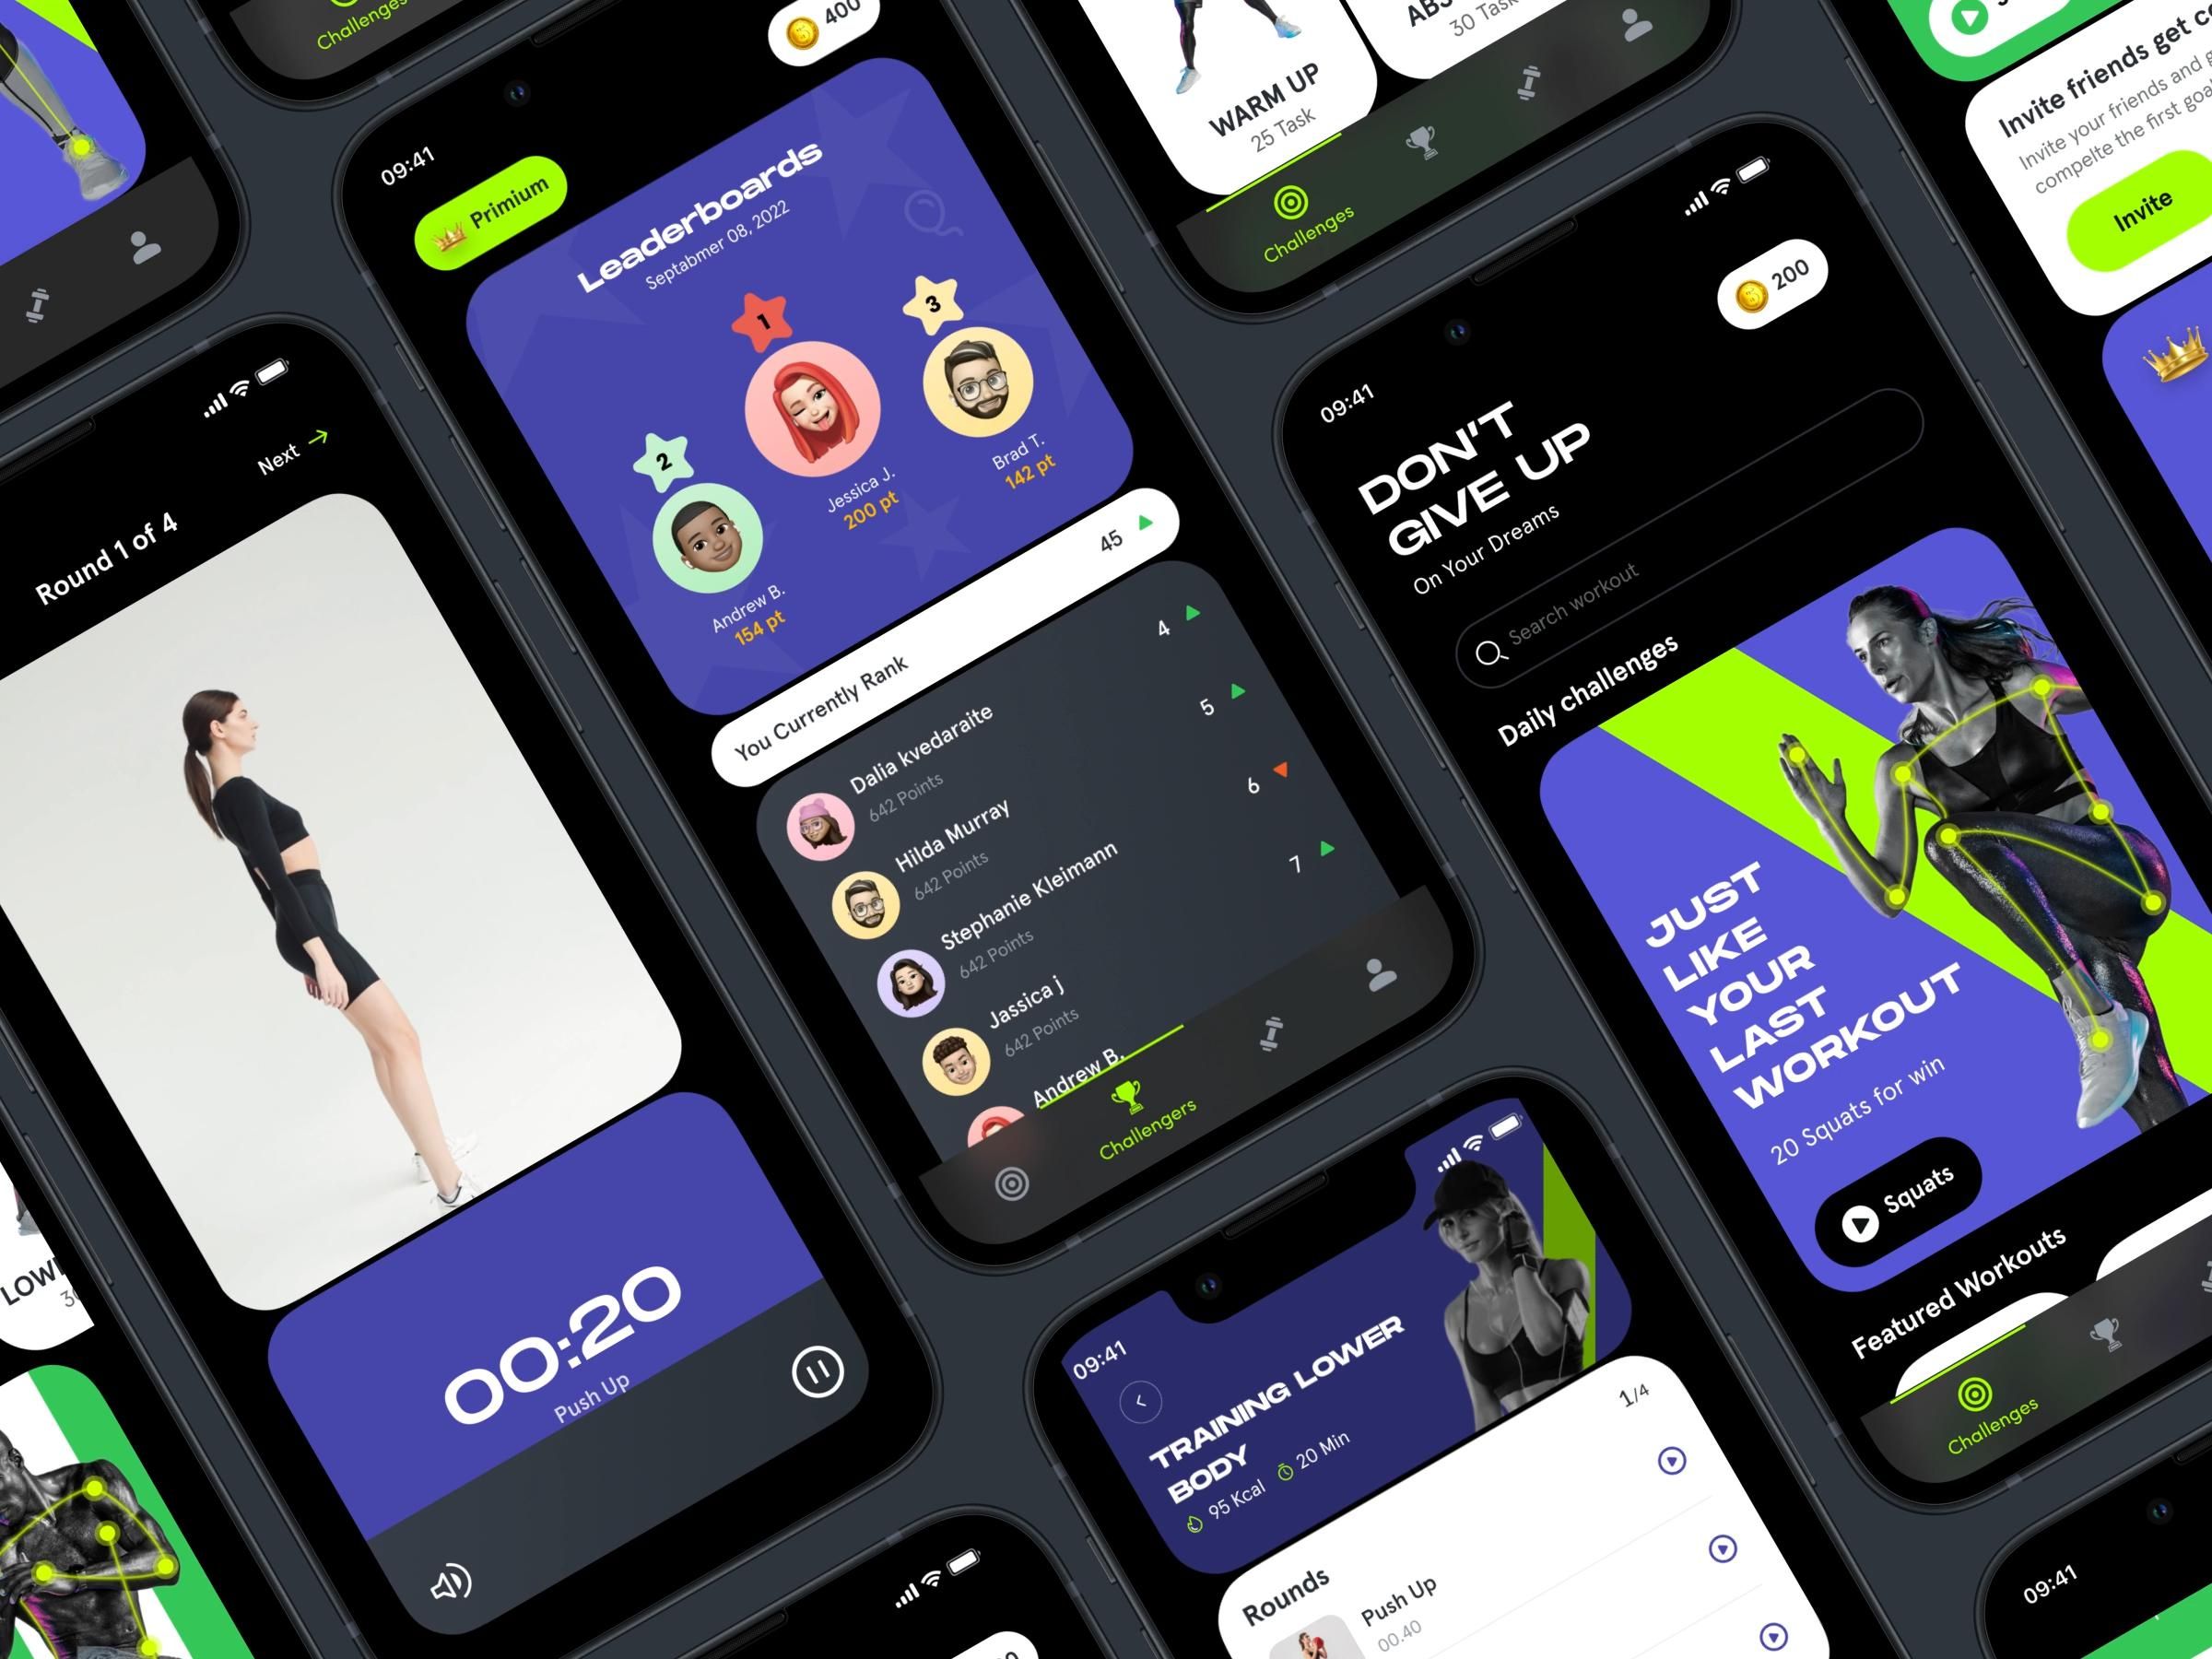 Challenges
400
09:41
Primium
Leaderboards
Septabmer 08, 2022
1
3
2
Jessica J.
200 pt
Brad T.
142 pt
Andrew B.
154 pt
You Currently Rank
45
Dalia kvedaraite
642 Points
4
Hilda Murray
642 Points
5
Stephanie Kleimann
642 Points
6
Jassica j
642 Points
7
Andrew B.
Challengers
Next
Round 1 of 4
00:20
Push Up
WARM UP
25 Task
30 Task
Challenges
Invite friends get
Invite your friends and
compelte the first
Invite
09:41
200
DON'T
GIVE UP
On Your Dreams
Search workout
Daily challenges
JUST
LIKE
YOUR
LAST
WORKOUT
20 Squats for win
Squats
Featured Workouts
Challenges
09:41
TRAINING LOWER
BODY
95 Kcal
20 Min
Rounds
1/4
Push Up
00.40
09:41